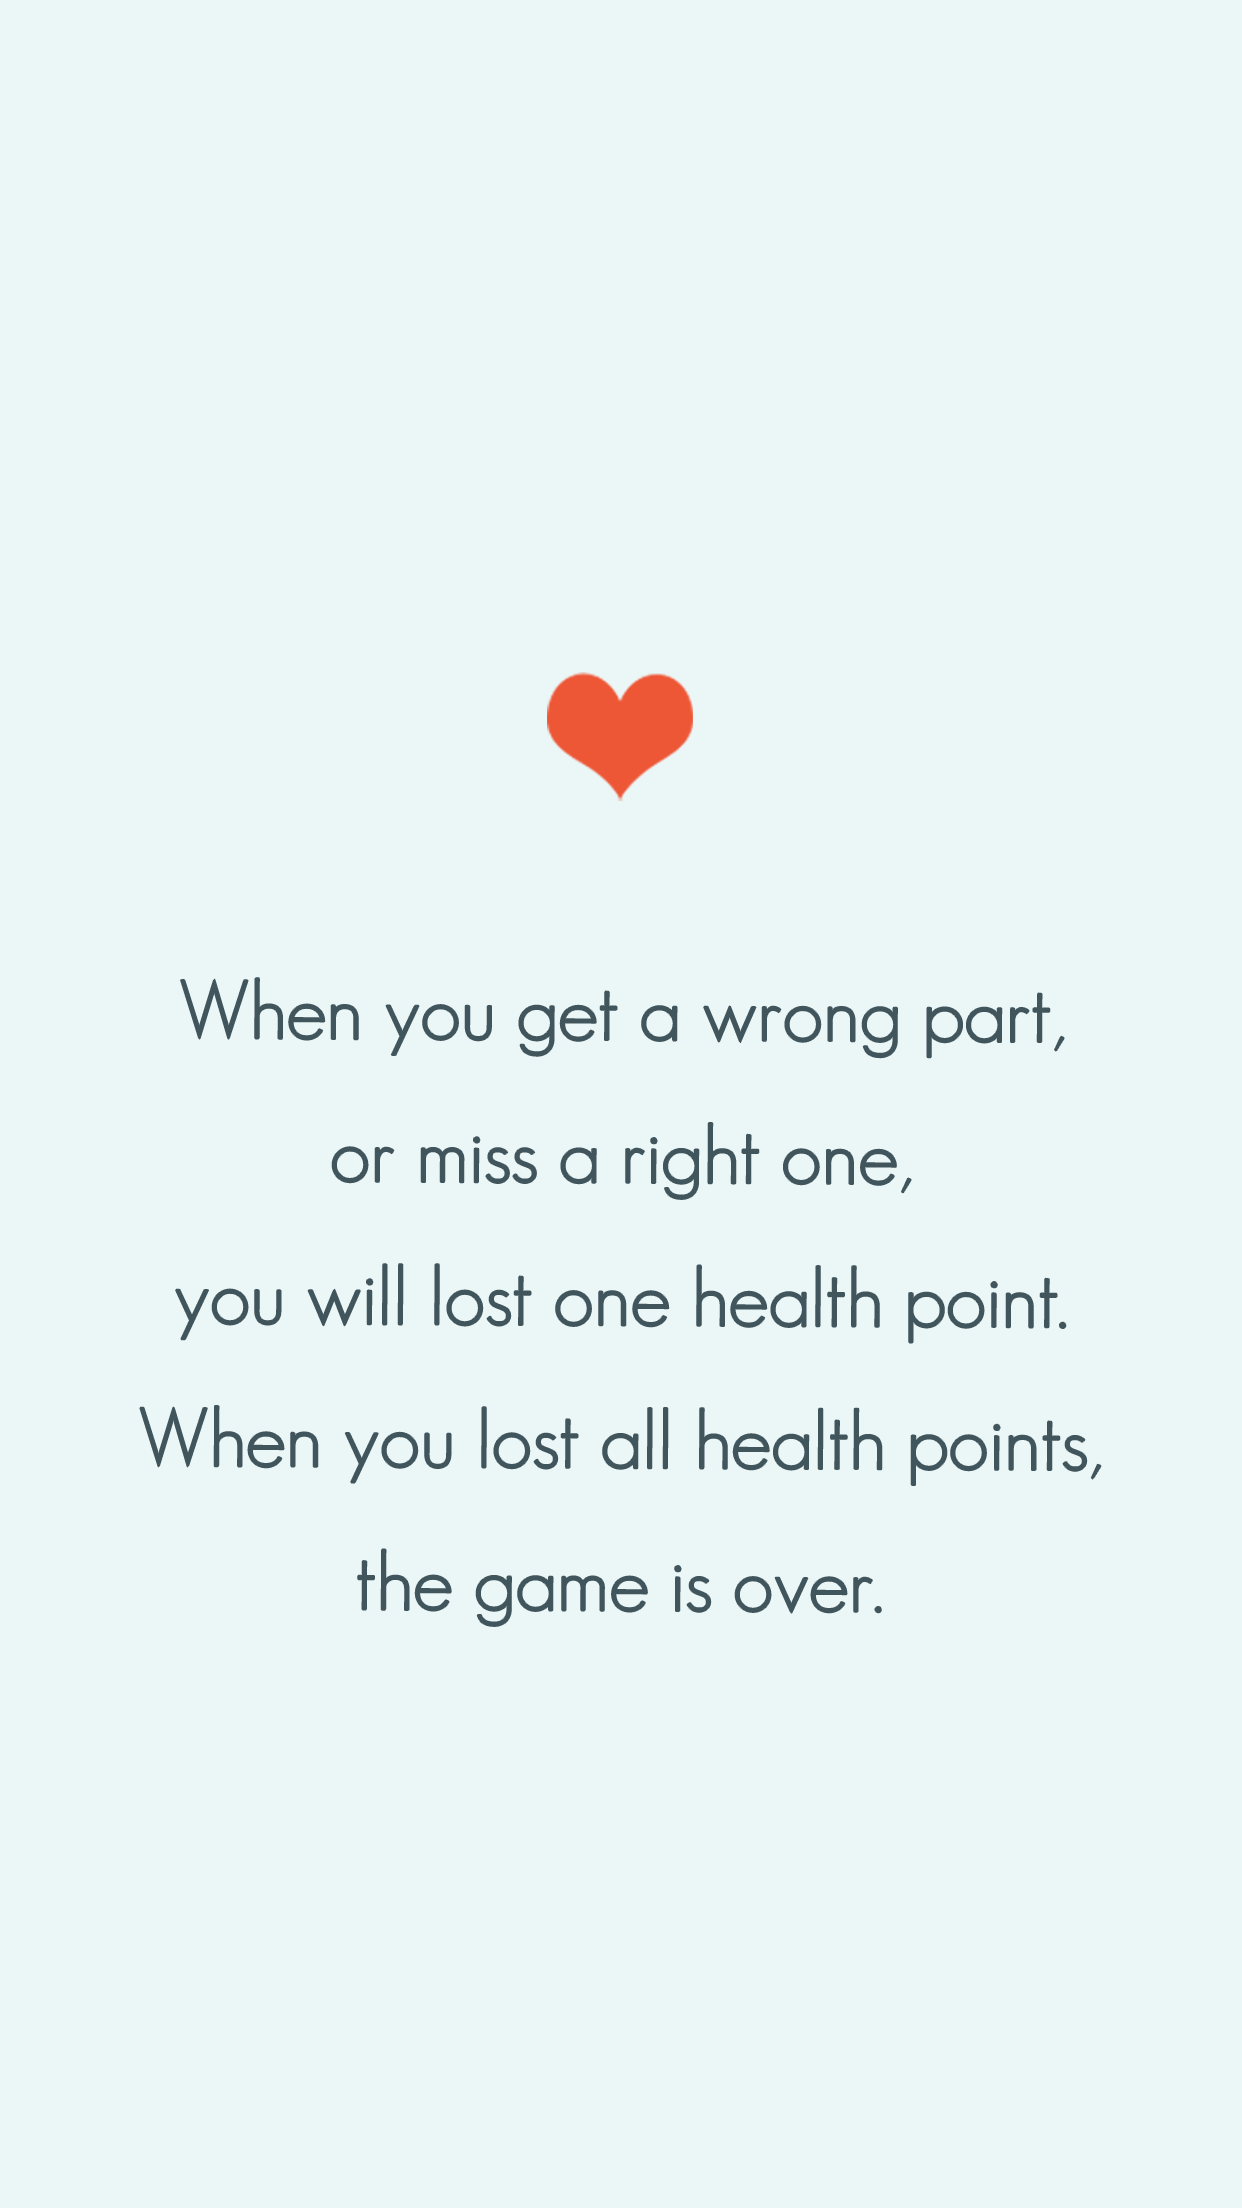 When you get a wrong part,
or miss a right one,
you will lost one health point.
When you lost all health points,
the game is over.